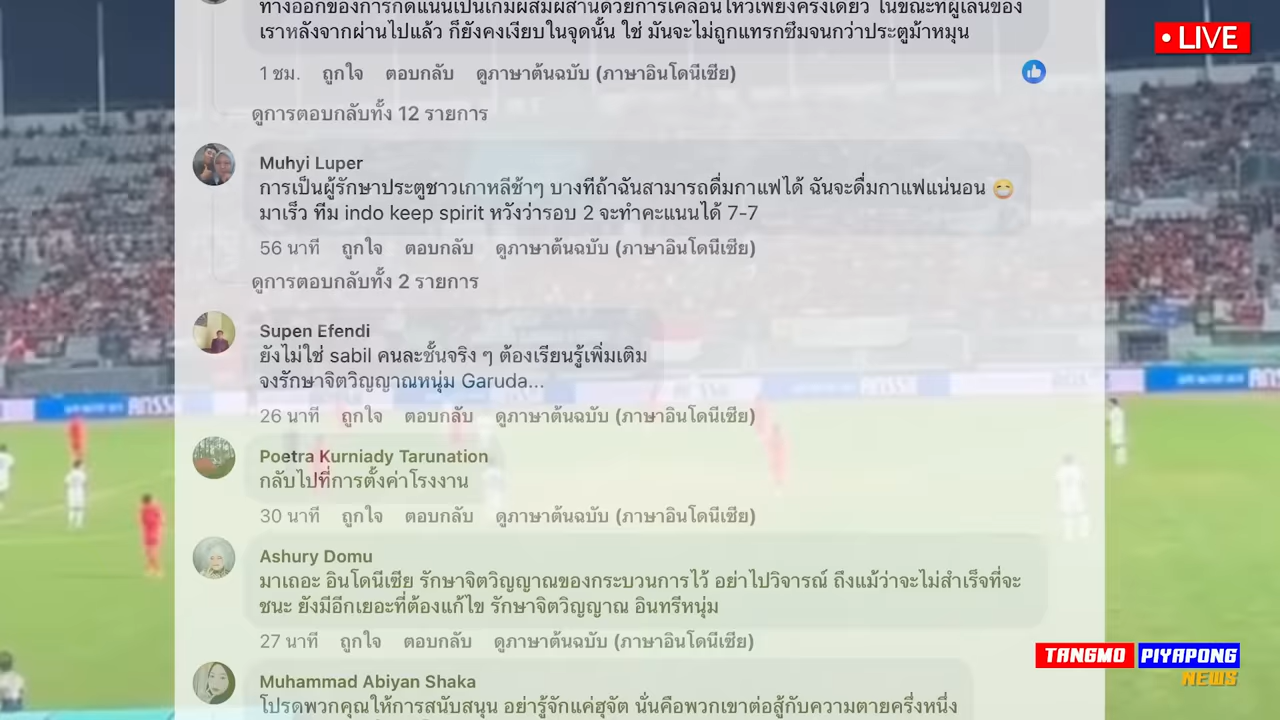 ทางออกของการกดแน่นเป็นเกมผสมผสานด้วยการเคลื่อนไหวเพียงครั้งเดียว ในขณะที่ผู้เล่นของ
เราหลังจากผ่านไปแล้ว ก็ยังคงเงียบในจุดนั้น ใช่ มันจะไม่ถูกแทรกซึมจนกว่าประตูม้าหมุน
1 ชม. ถูกใจ ตอบกลับ ดูภาษาต้นฉบับ (ภาษาอินโดนีเซีย)
ดูการตอบกลับทั้ง 12 รายการ
Muhyi Luper
การเป็นผู้รักษาประตูชาวเกาหลีช้าๆ บางทีถ้าฉันสามารถดื่มกาแฟได้ ฉันจะดื่มกาแฟแน่นอน 😁
มาเร็ว ทีม indo keep spirit หวังว่ารอบ 2 จะทำคะแนนได้ 7-7
56 นาที ถูกใจ ตอบกลับ ดูภาษาต้นฉบับ (ภาษาอินโดนีเซีย)
ดูการตอบกลับทั้ง 2 รายการ
Supen Efendi
ยังไม่ใช่ sabil คนละชั้นจริง ๆ ต้องเรียนรู้เพิ่มเติม
จงรักษาจิตวิญญาณหนุ่ม Garuda...
26 นาที ถูกใจ ตอบกลับ ดูภาษาต้นฉบับ (ภาษาอินโดนีเซีย)
Poetra Kurniady Tarunation
กลับไปที่การตั้งค่าโรงงาน
30 นาที ถูกใจ ตอบกลับ ดูภาษาต้นฉบับ (ภาษาอินโดนีเซีย)
Ashury Domu
มาเถอะ อินโดนีเซีย รักษาจิตวิญญาณของกระบวนการไว้ อย่าไปวิจารณ์ ถึงแม้ว่าจะไม่สำเร็จที่จะ
ชนะ ยังมีอีกเยอะที่ต้องแก้ไข รักษาจิตวิญญาณ อินทรีหนุ่ม
27 นาที ถูกใจ ตอบกลับ ดูภาษาต้นฉบับ (ภาษาอินโดนีเซีย)
Muhammad Abiyan Shaka
โปรดพวกคุณให้การสนับสนุน อย่ารู้จักแค่ฮุจัต นั่นคือพวกเขาต่อสู้กับความตายครึ่งหนึ่ง
• LIVE
TANGMO PIYAPONG
NEWS